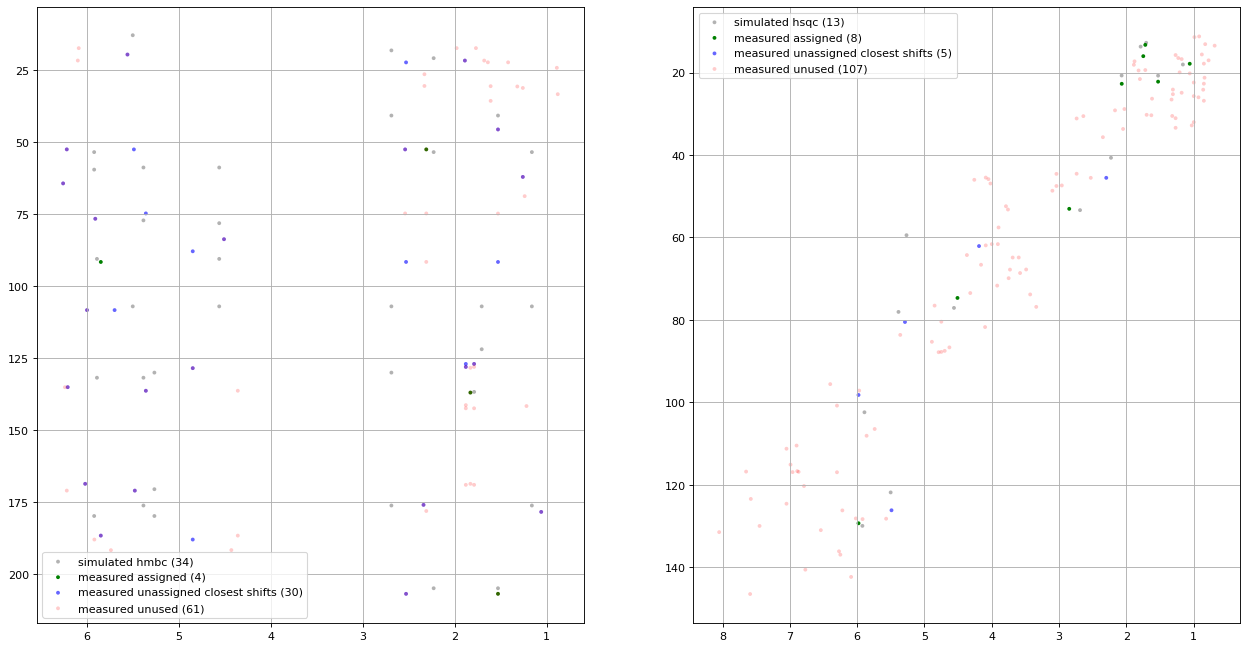 simulated hsqc (13)
measured assigned (8)
measured unassigned closest shifts (5)
measured unused (107)
25
50
75
100
125
150
175
200
20
40
60
80
100
120
140
simulated hmbc (34)
measured assigned (4)
measured unassigned closest shifts (30)
measured unused (61)
6 5 4 3 2 1
8 7 6 5 4 3 2 1